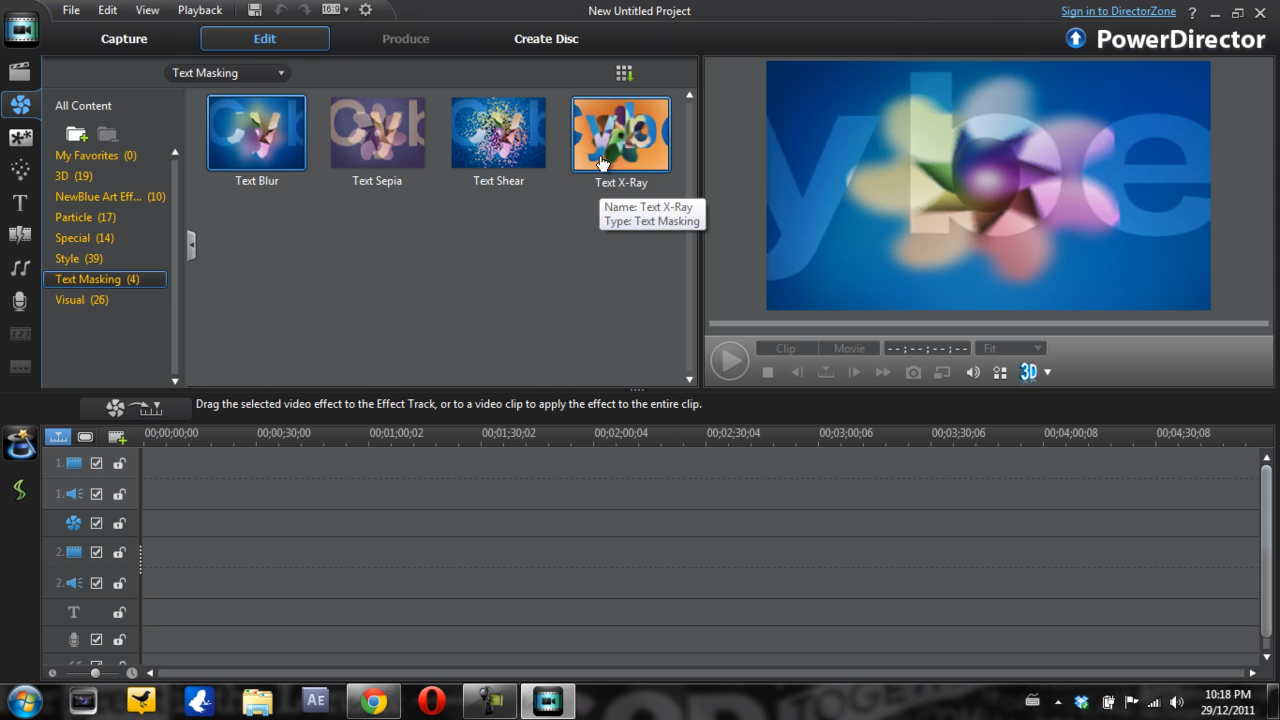 File Edit View Playback 16:9 New Untitled Project Sign in to DirectorZone ?
Capture Edit Produce Create Disc PowerDirector
Text Masking
All Content
My Favorites (0)
3D (19)
NewBlue Art Eff... (10)
Particle (17)
Special (14)
Style (39)
Text Masking (4)
Visual (26)
Text Blur Text Sepia Text Shear Text X-Ray
Name: Text X-Ray
Type: Text Masking
ybe
Clip Movie --;--;--;-- Fit
3D
Drag the selected video effect to the Effect Track, or to a video clip to apply the effect to the entire clip.
00;00;00;00 00;00;30;00 00;01;00;02 00;01;30;02 00;02;00;04 00;02;30;04 00;03;00;06 00;03;30;06 00;04;00;08 00;04;30;08
1.
1.
2.
2.
T
Ae
10:18 PM
29/12/2011